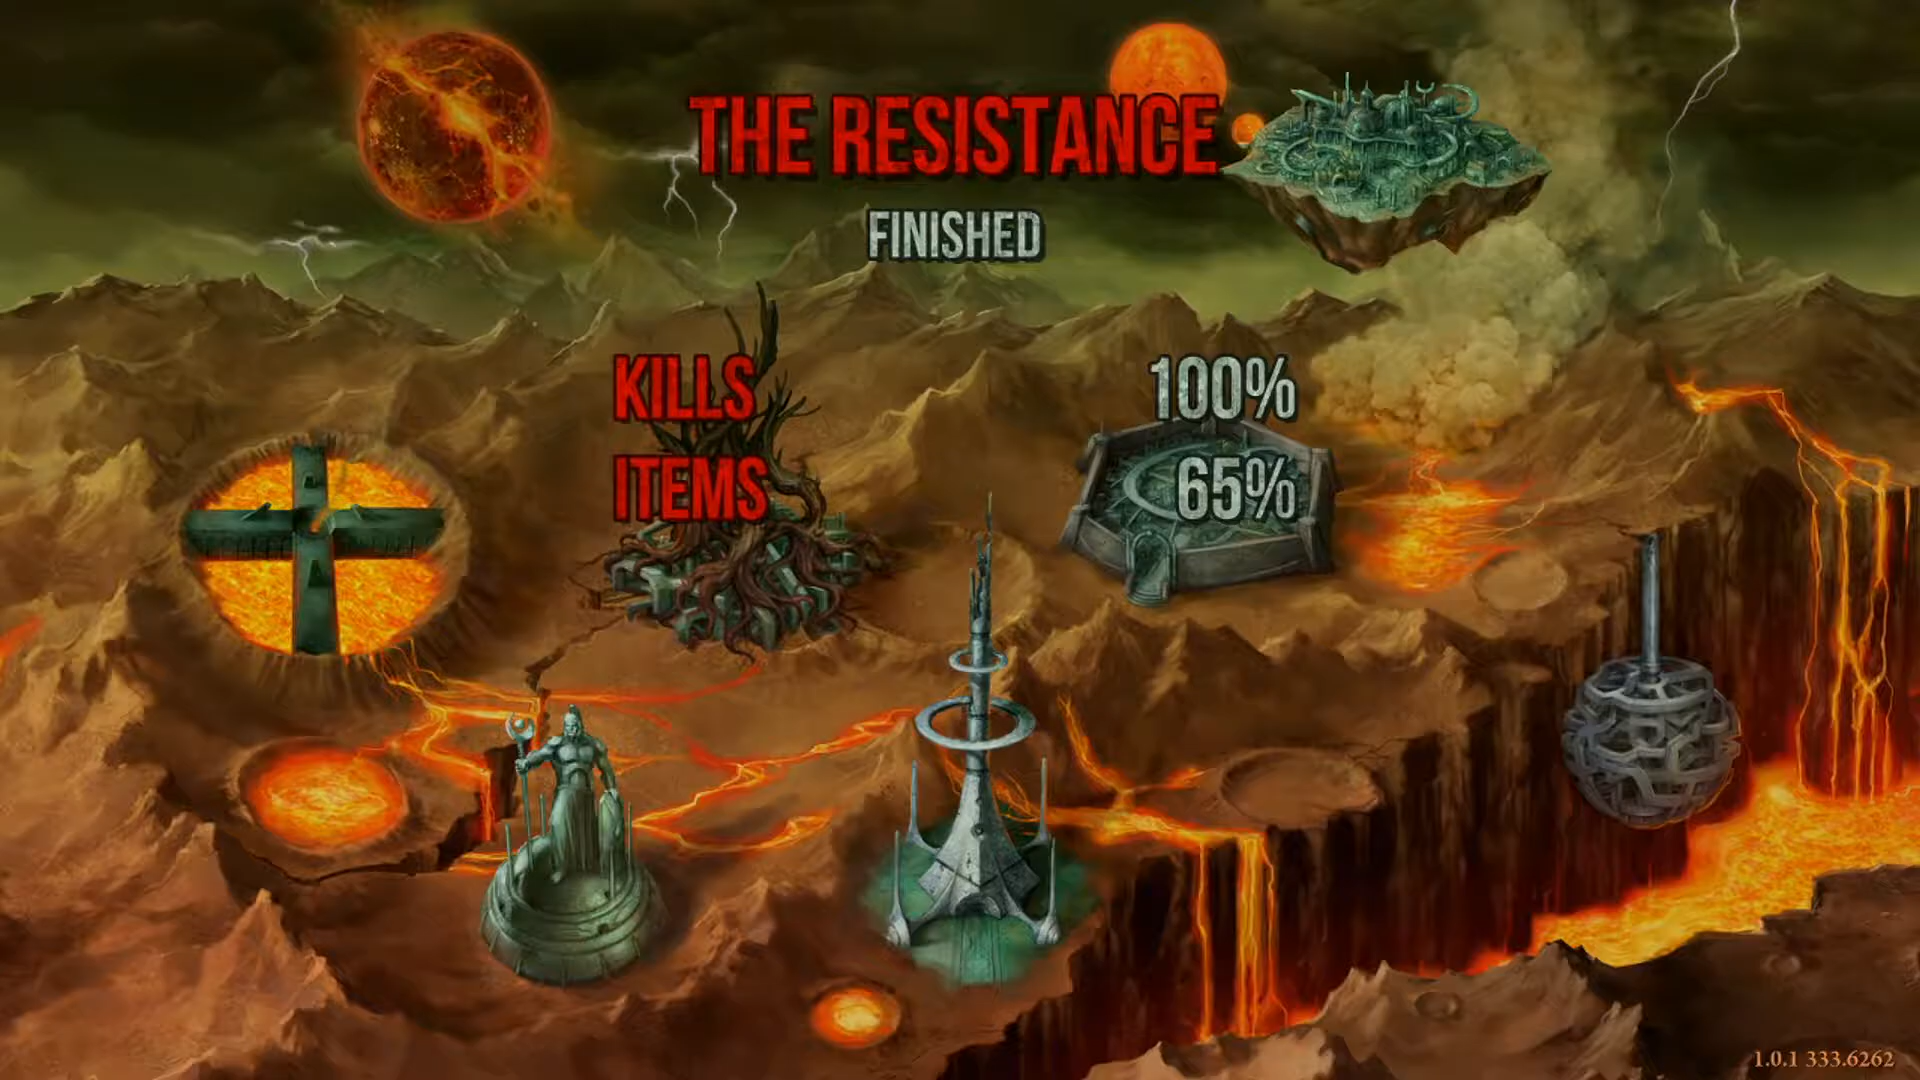 THE RESISTANCE
FINISHED
KILLS 100%
ITEMS 65%
1.0.1 333.6262